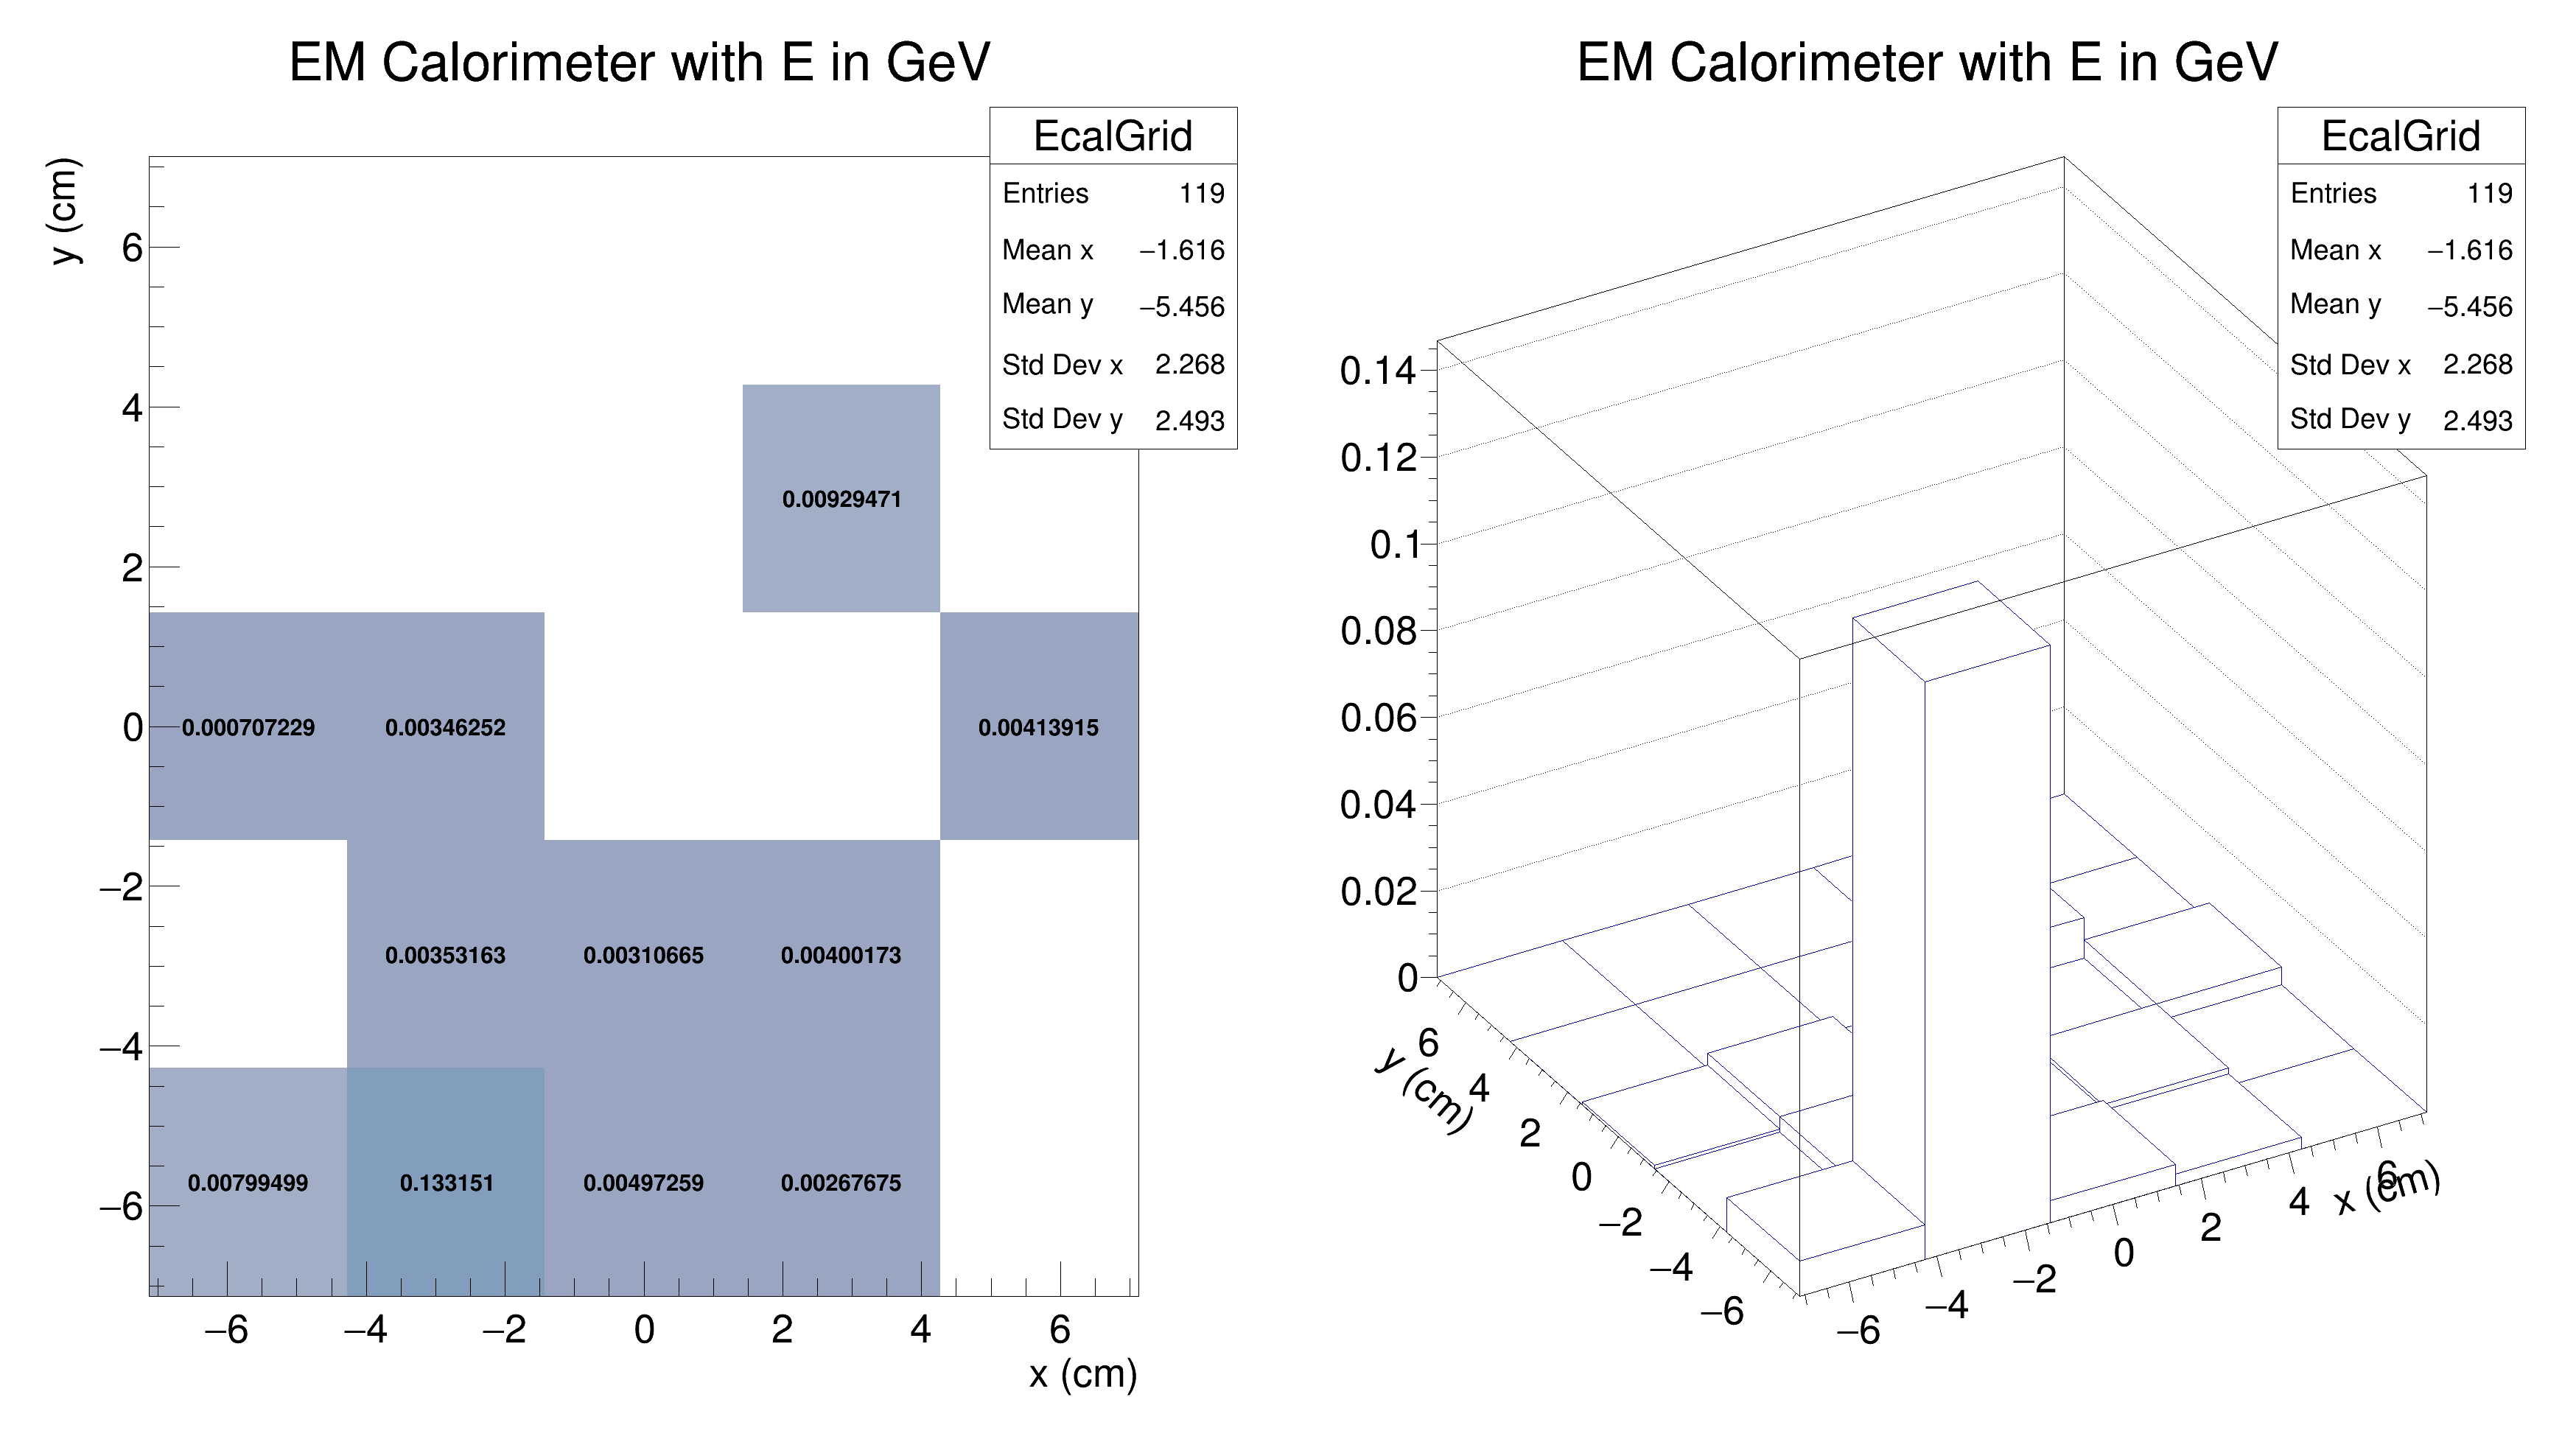 EM Calorimeter with E in GeV
EcalGrid
Entries 119
Mean x −1.616
Mean y −5.456
Std Dev x 2.268
Std Dev y 2.493
y (cm)
6
4
2
0
−2
−4
−6
0.00929471
0.000707229 0.00346252 0.00413915
0.00353163 0.00310665 0.00400173
0.00799499 0.133151 0.00497259 0.00267675
−6 −4 −2 0 2 4 6
x (cm)
EM Calorimeter with E in GeV
EcalGrid
Entries 119
Mean x −1.616
Mean y −5.456
Std Dev x 2.268
Std Dev y 2.493
0.14
0.12
0.1
0.08
0.06
0.04
0.02
0
y (cm)
6
4
2
0
−2
−4
−6
−6
−4
−2
0
2
4
6
x (cm)